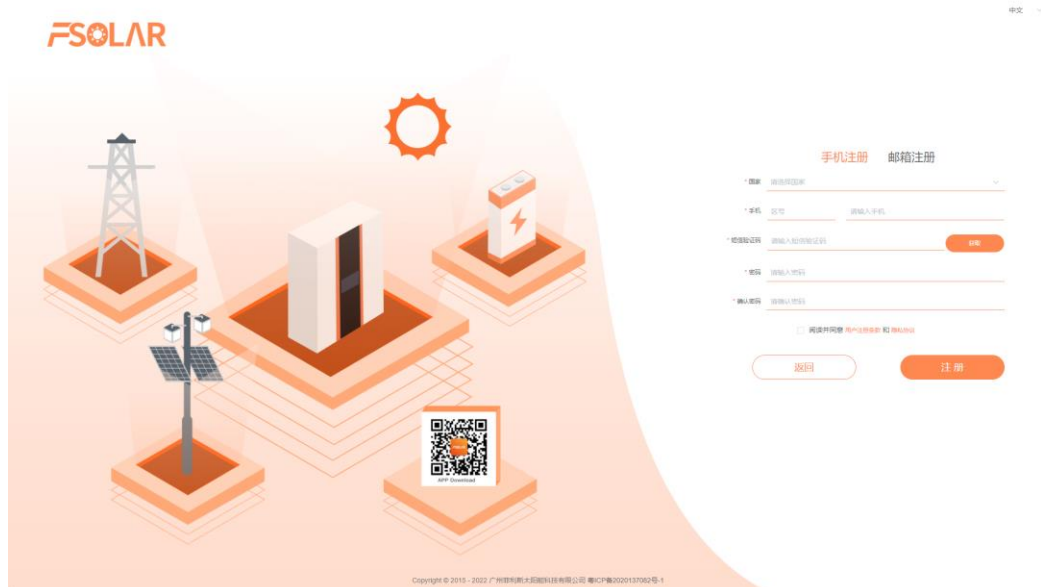 中文
FSOLAR
手机注册 邮箱注册
* 国家 请选择国家
* 手机 区号 请输入手机
* 短信验证码 请输入短信验证码 获取
* 密码 请输入密码
* 确认密码 请确认密码
阅读并同意 用户注册条款 和 隐私协议
返回 注 册
APP Download
Copyright © 2015 - 2022 广州菲利斯太阳能科技有限公司 粤ICP备2020137082号-1